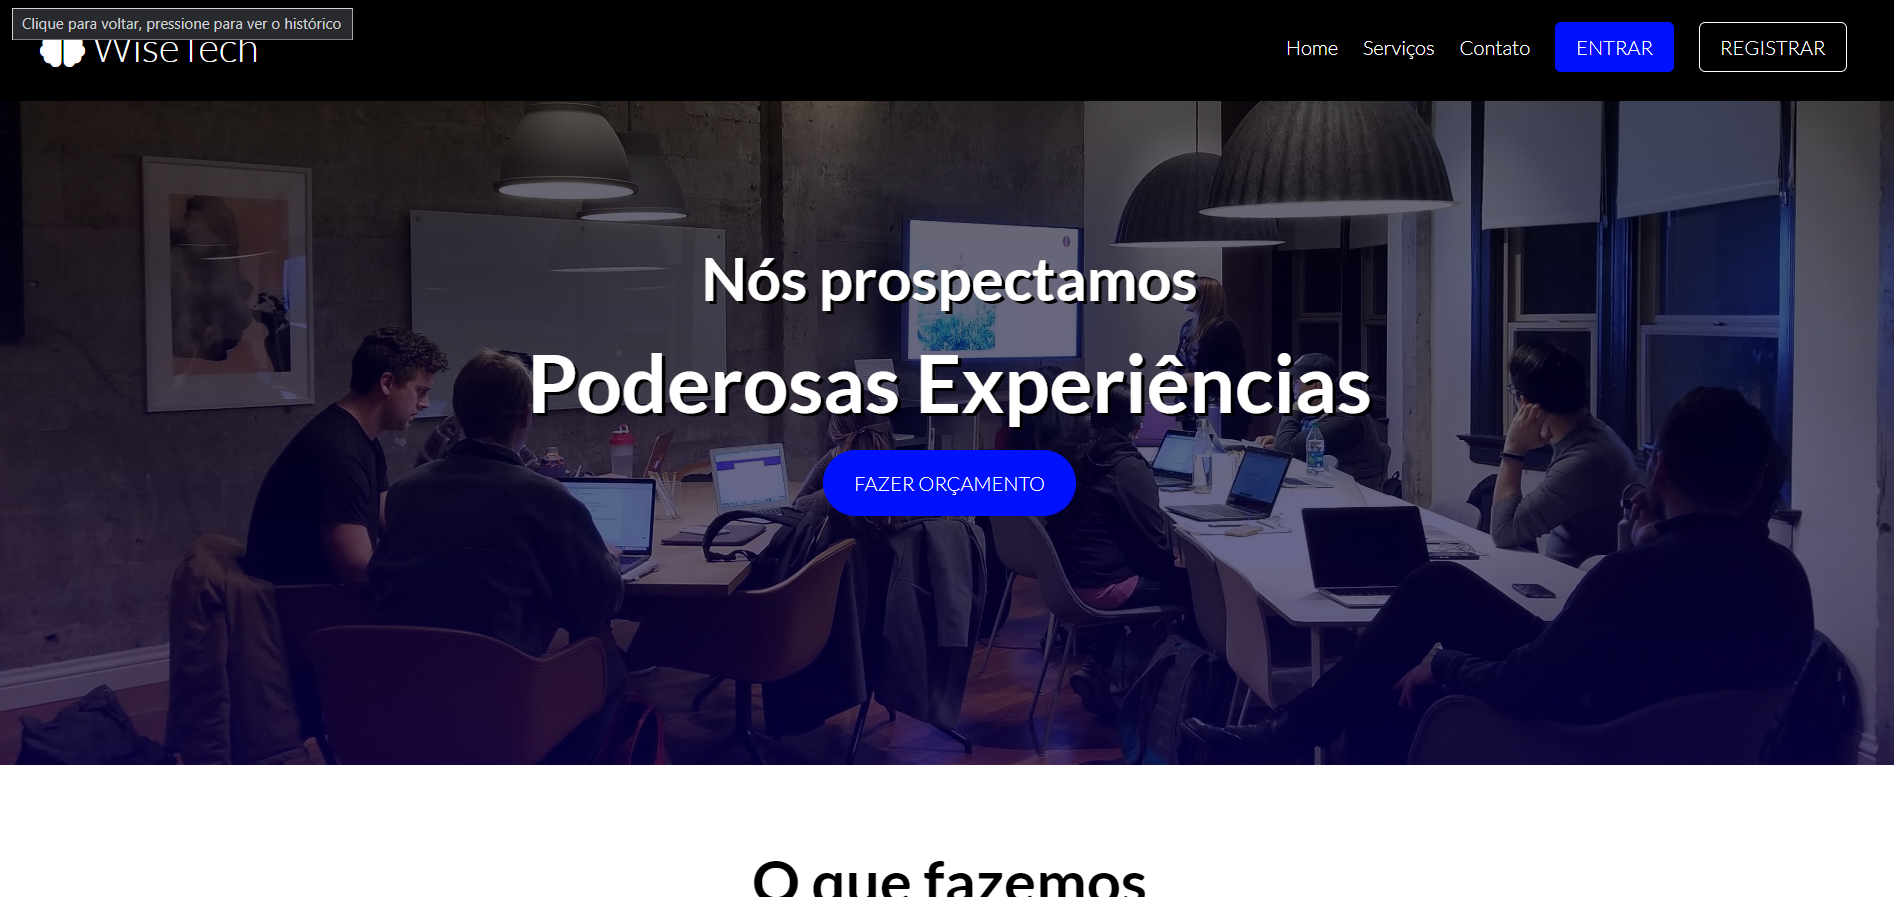 Clique para voltar, pressione para ver o histórico
WiseTech
Home Serviços Contato ENTRAR REGISTRAR
Nós prospectamos
Poderosas Experiências
FAZER ORÇAMENTO
O que fazemos